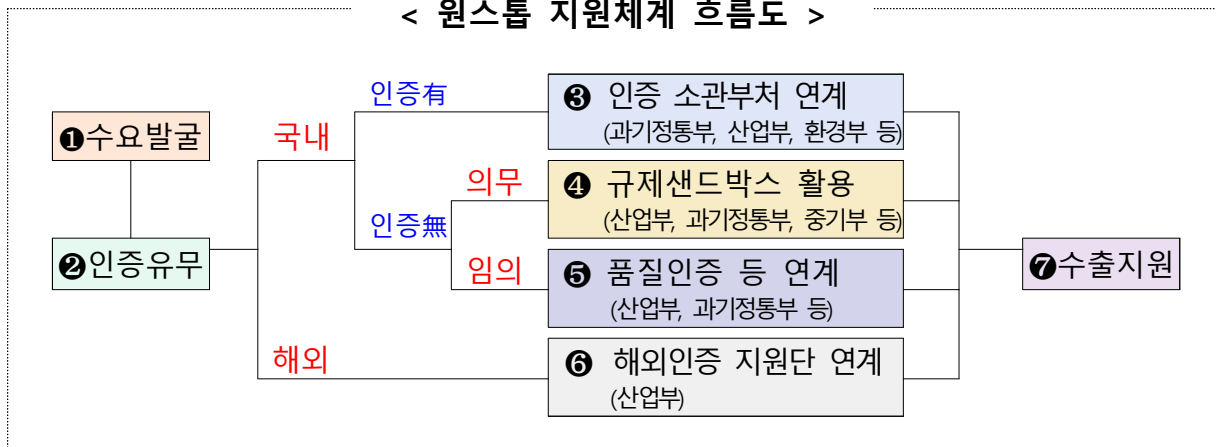 < 원스톱 지원체계 흐름도 >
❶수요발굴
❷인증유무
국내
해외
인증有
인증無
의무
임의
❸ 인증 소관부처 연계
(과기정통부, 산업부, 환경부 등)
❹ 규제샌드박스 활용
(산업부, 과기정통부, 중기부 등)
❺ 품질인증 등 연계
(산업부, 과기정통부 등)
❻ 해외인증 지원단 연계
(산업부)
❼수출지원